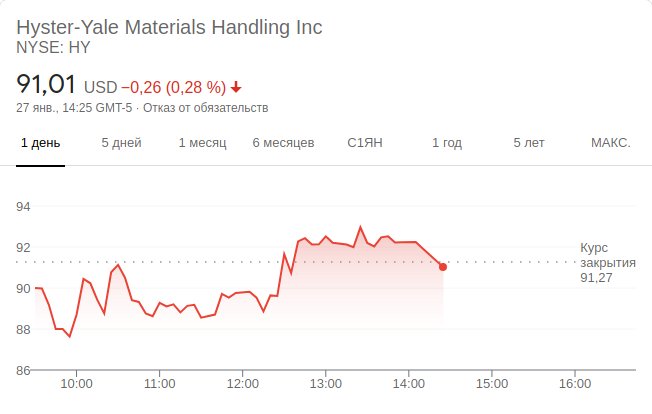 Hyster-Yale Materials Handling Inc
NYSE: HY
91,01 USD −0,26 (0,28 %)
27 янв., 14:25 GMT-5 · Отказ от обязательств
1 день 5 дней 1 месяц 6 месяцев С1ЯН 1 год 5 лет МАКС.
94
92
90
88
86
Курс
закрытия
91,27
10:00 11:00 12:00 13:00 14:00 15:00 16:00